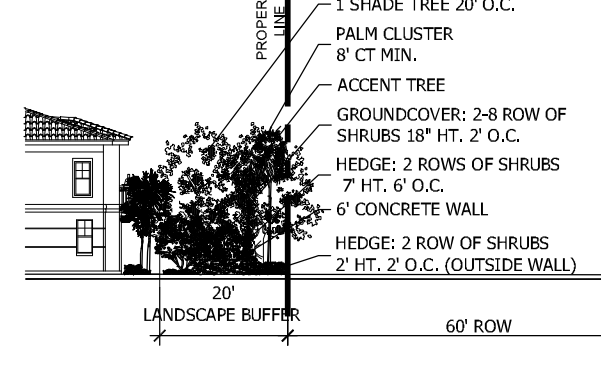 1 SHADE TREE 20' O.C.
PROPER
LINE
PALM CLUSTER
8' CT MIN.
ACCENT TREE
GROUNDCOVER: 2-8 ROW OF
SHRUBS 18" HT. 2' O.C.
HEDGE: 2 ROWS OF SHRUBS
7' HT. 6' O.C.
6' CONCRETE WALL
HEDGE: 2 ROW OF SHRUBS
2' HT. 2' O.C. (OUTSIDE WALL)
20'
LANDSCAPE BUFFER
60' ROW